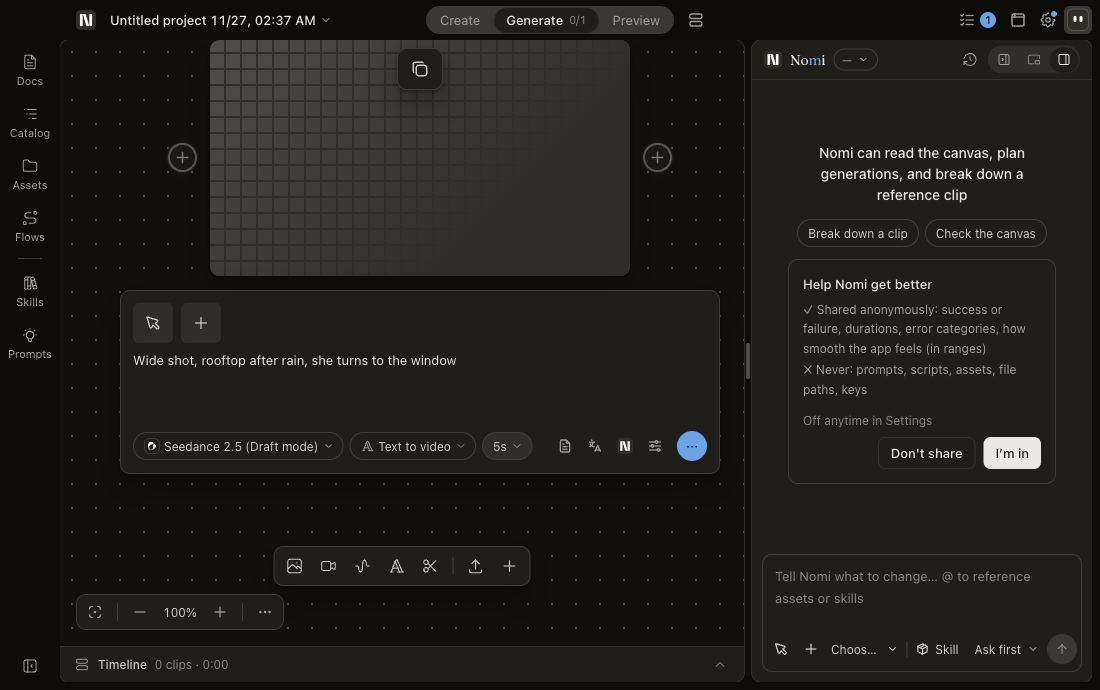 Untitled project 11/27, 02:37 AM
Create
Generate 0/1
Preview
1
Docs
Catalog
Assets
Flows
Skills
Prompts
Wide shot, rooftop after rain, she turns to the window
Seedance 2.5 (Draft mode)
Text to video
5s
100%
Timeline 0 clips · 0:00
Nomi
Nomi can read the canvas, plan
generations, and break down a
reference clip
Break down a clip
Check the canvas
Help Nomi get better
✓ Shared anonymously: success or
failure, durations, error categories, how
smooth the app feels (in ranges)
✕ Never: prompts, scripts, assets, file
paths, keys
Off anytime in Settings
Don't share
I'm in
Tell Nomi what to change... @ to reference
assets or skills
Choos...
Skill
Ask first